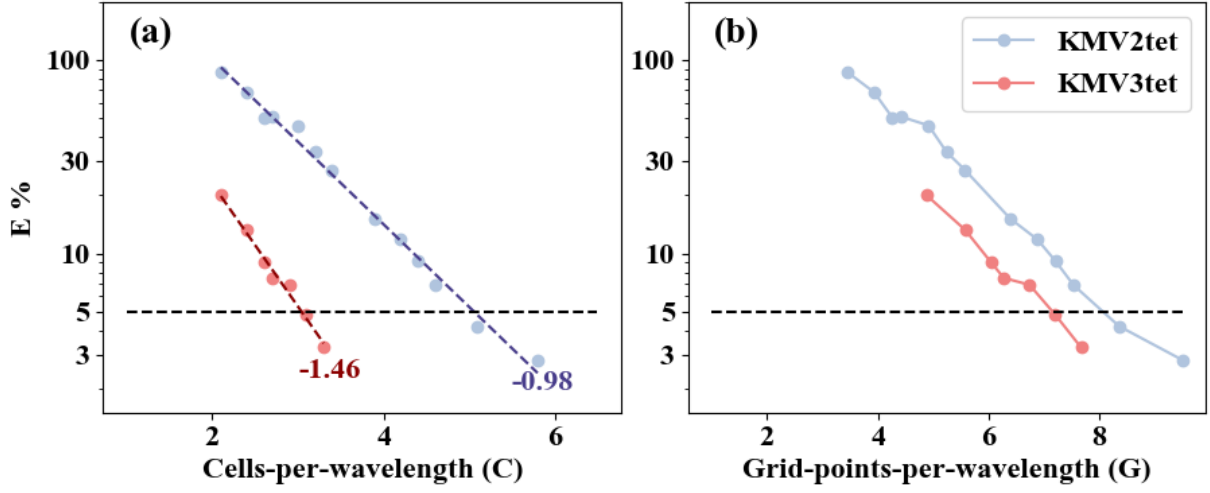 (a)
E %
100
30
10
5
3
-1.46
-0.98
2
4
6
Cells-per-wavelength (C)
(b)
KMV2tet
KMV3tet
100
30
10
5
3
2
4
6
8
Grid-points-per-wavelength (G)